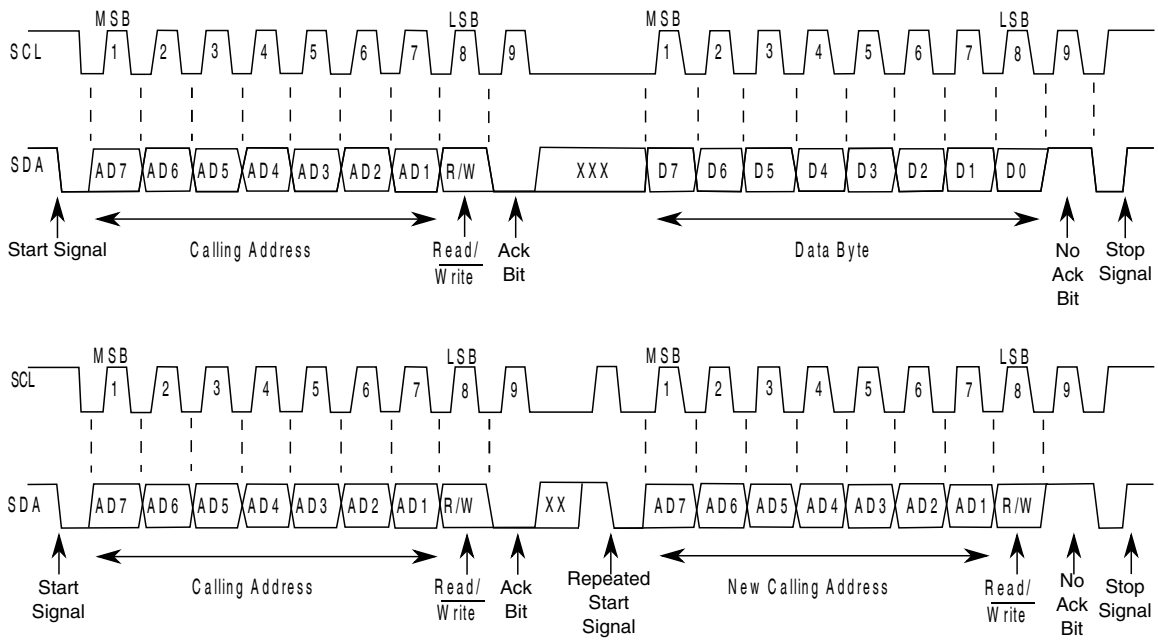 MSB LSB MSB LSB
SCL 1 2 3 4 5 6 7 8 9 1 2 3 4 5 6 7 8 9
SDA AD7 AD6 AD5 AD4 AD3 AD2 AD1 R/W XXX D7 D6 D5 D4 D3 D2 D1 D0
Start Signal Calling Address Read/ Ack Data Byte No Stop
Write Bit Ack Signal
Bit
MSB LSB MSB LSB
SCL 1 2 3 4 5 6 7 8 9 1 2 3 4 5 6 7 8 9
SDA AD7 AD6 AD5 AD4 AD3 AD2 AD1 R/W XX AD7 AD6 AD5 AD4 AD3 AD2 AD1 R/W
Start Calling Address Read/ Ack Repeated New Calling Address Read/ No Stop
Signal Write Bit Start Write Ack Signal
Signal Bit